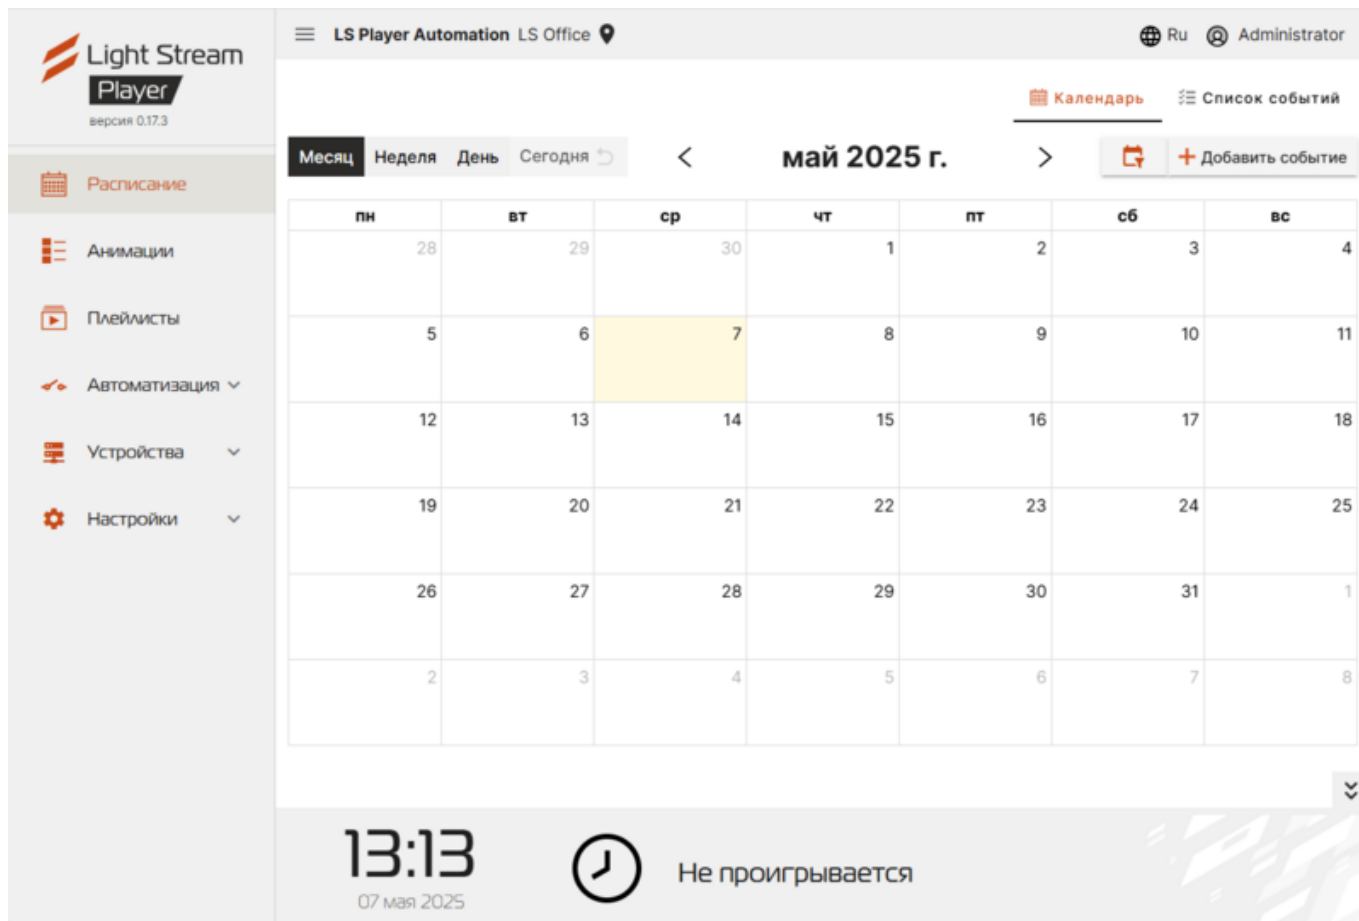 Light Stream
Player
версия 0.17.3
LS Player Automation LS Office
Ru Administrator
Календарь Список событий
Месяц Неделя День Сегодня май 2025 г. Добавить событие
Расписание
Анимации
Плейлисты
Автоматизация
Устройства
Настройки
пн вт ср чт пт сб вс
28 29 30 1 2 3 4
5 6 7 8 9 10 11
12 13 14 15 16 17 18
19 20 21 22 23 24 25
26 27 28 29 30 31 1
2 3 4 5 6 7 8
13:13
07 мая 2025
Не проигрывается